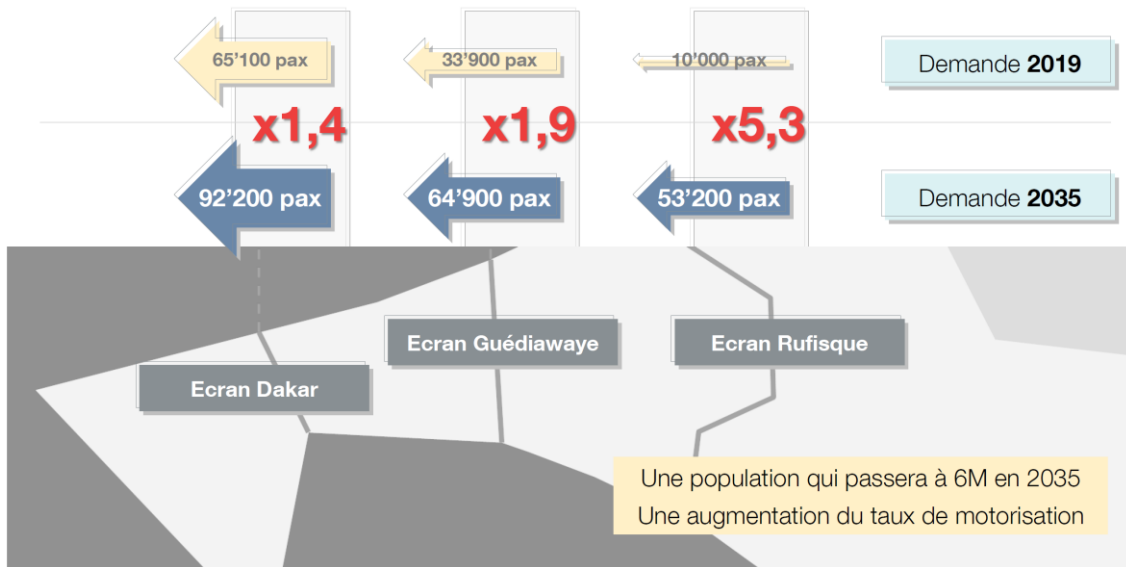 65’100 pax
33’900 pax
10’000 pax
Demande 2019
x1,4
x1,9
x5,3
92’200 pax
64’900 pax
53’200 pax
Demande 2035
Ecran Guédiawaye
Ecran Rufisque
Ecran Dakar
Une population qui passera à 6M en 2035
Une augmentation du taux de motorisation